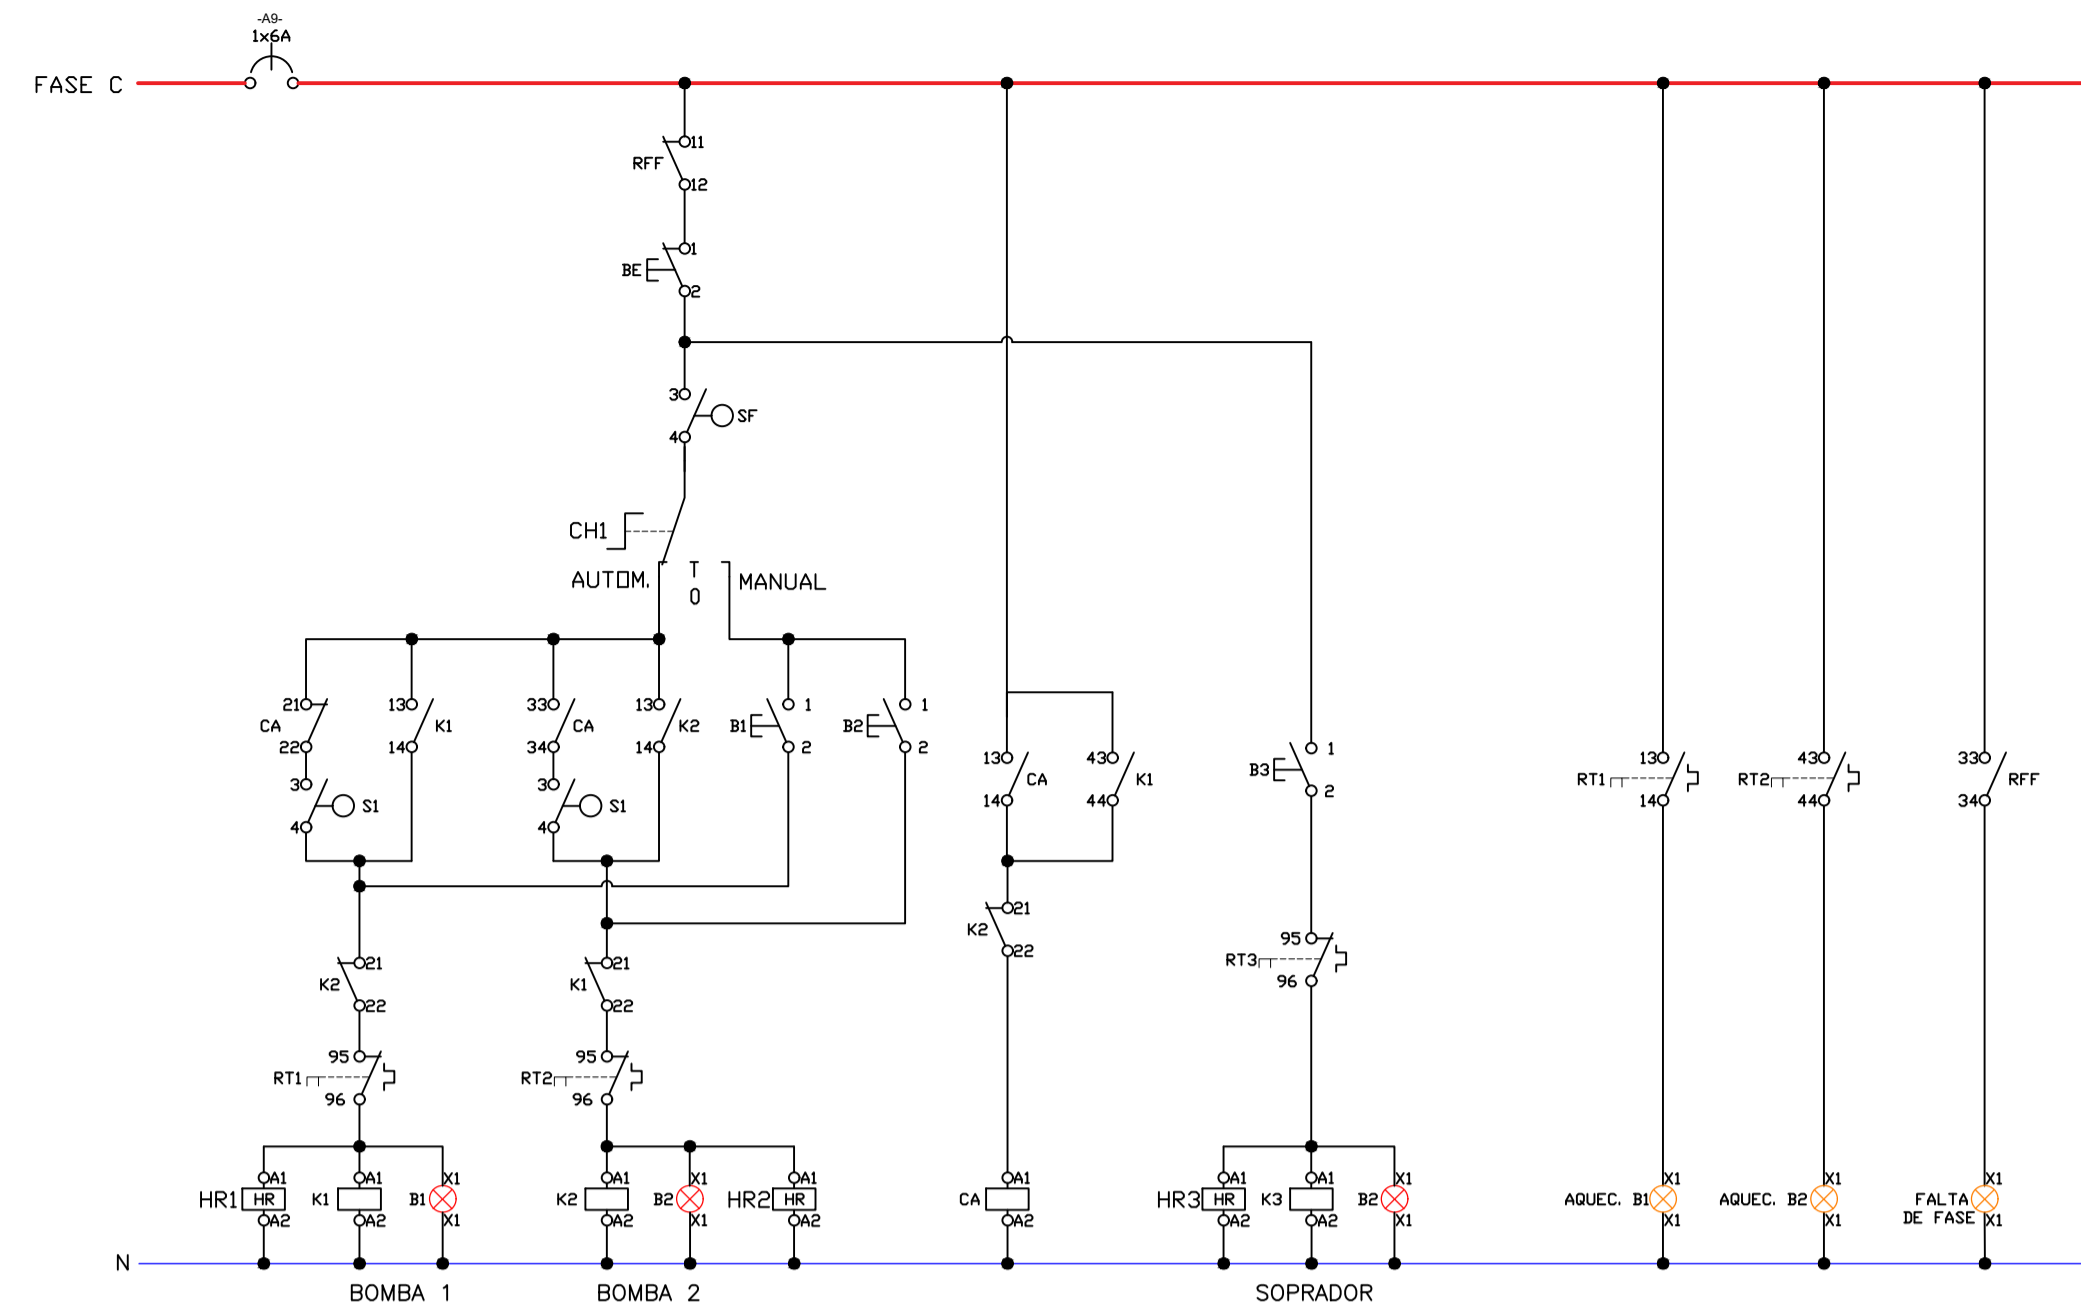 -A9-
1x6A
FASE C
11
RFF
12
1
BE
2
3
SF
4
CH1
AUTOM.
0
MANUAL
21
CA
22
13
K1
14
33
CA
34
13
K2
14
1
B1
2
1
B2
2
3
S1
4
3
S1
4
13
CA
14
43
K1
44
1
B3
2
13
RT1
14
43
RT2
44
33
RFF
34
21
K2
22
21
K2
22
21
K1
22
95
RT3
96
95
RT1
96
95
RT2
96
A1
HR1 HR
A2
A1
K1
A2
X1
B1
X1
A1
K2
A2
X1
B2
X1
A1
HR2 HR
A2
A1
CA
A2
A1
HR3 HR
A2
A1
K3
A2
X1
B2
X1
X1
AQUEC. B1
X1
X1
AQUEC. B2
X1
X1
FALTA
DE FASE
X1
N
BOMBA 1
BOMBA 2
SOPRADOR